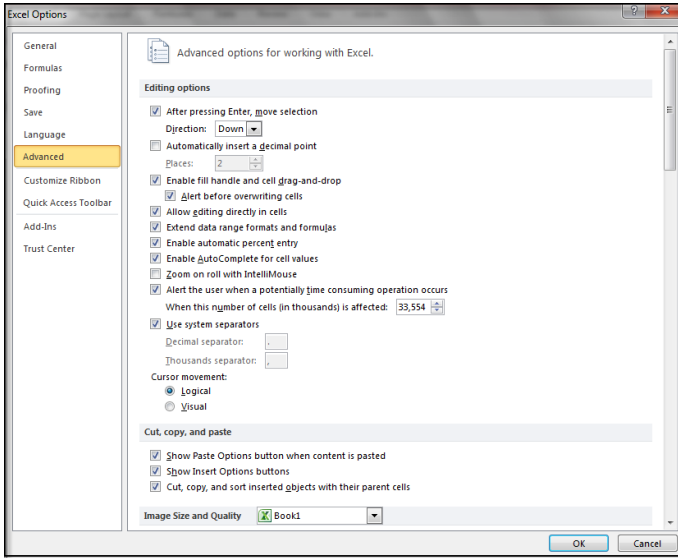 Excel Options
General
Formulas
Proofing
Save
Language
Advanced
Customize Ribbon
Quick Access Toolbar
Add-Ins
Trust Center
Advanced options for working with Excel.
Editing options
After pressing Enter, move selection
Direction: Down
Automatically insert a decimal point
Places: 2
Enable fill handle and cell drag-and-drop
Alert before overwriting cells
Allow editing directly in cells
Extend data range formats and formulas
Enable automatic percent entry
Enable AutoComplete for cell values
Zoom on roll with IntelliMouse
Alert the user when a potentially time consuming operation occurs
When this number of cells (in thousands) is affected: 33,554
Use system separators
Decimal separator: .
Thousands separator: ,
Cursor movement:
Logical
Visual
Cut, copy, and paste
Show Paste Options button when content is pasted
Show Insert Options buttons
Cut, copy, and sort inserted objects with their parent cells
Image Size and Quality Book1
OK Cancel